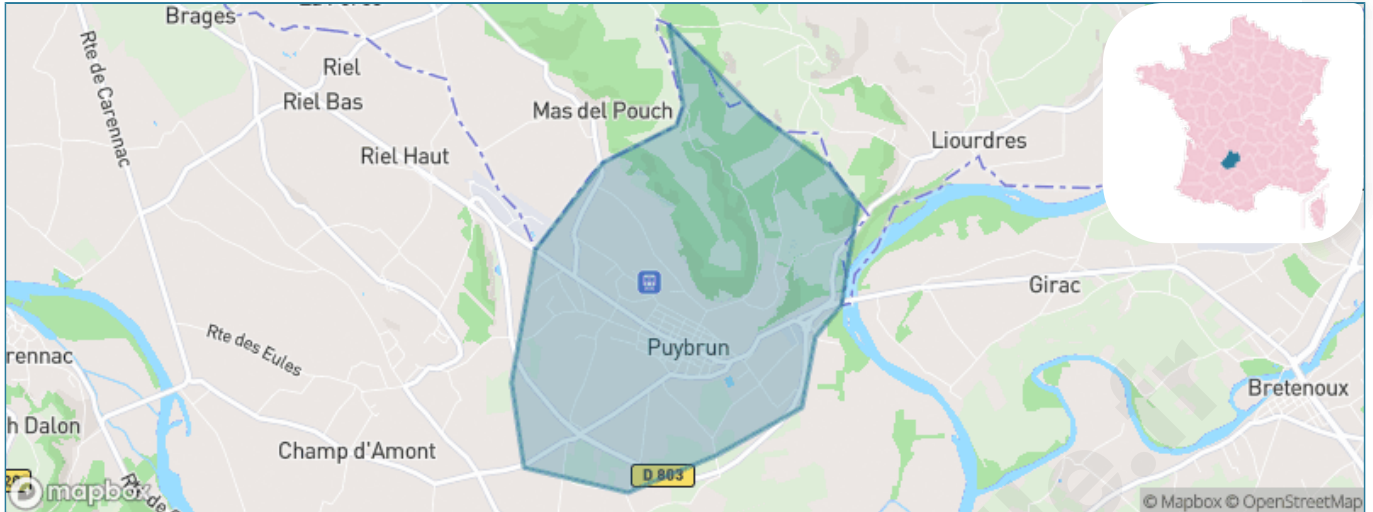 Brages
Rte de Carennac
Riel
Riel Bas
Mas del Pouch
Liourdres
Riel Haut
Girac
Rte des Eules
Puybrun
rennac
Bretenoux
h Dalon
Champ d'Amont
D 803
mapbox
© Mapbox © OpenStreetMap